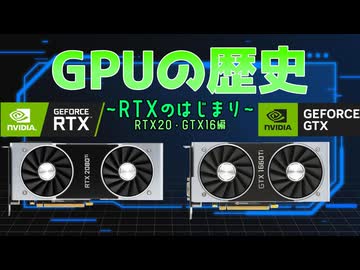 GPUの歴史
~RTXのはじまり~
RTX20・GTX16編
NVIDIA.
GEFORCE
RTX
NVIDIA.
GEFORCE
GTX
RTX 2080Ti
GTX 1660Ti